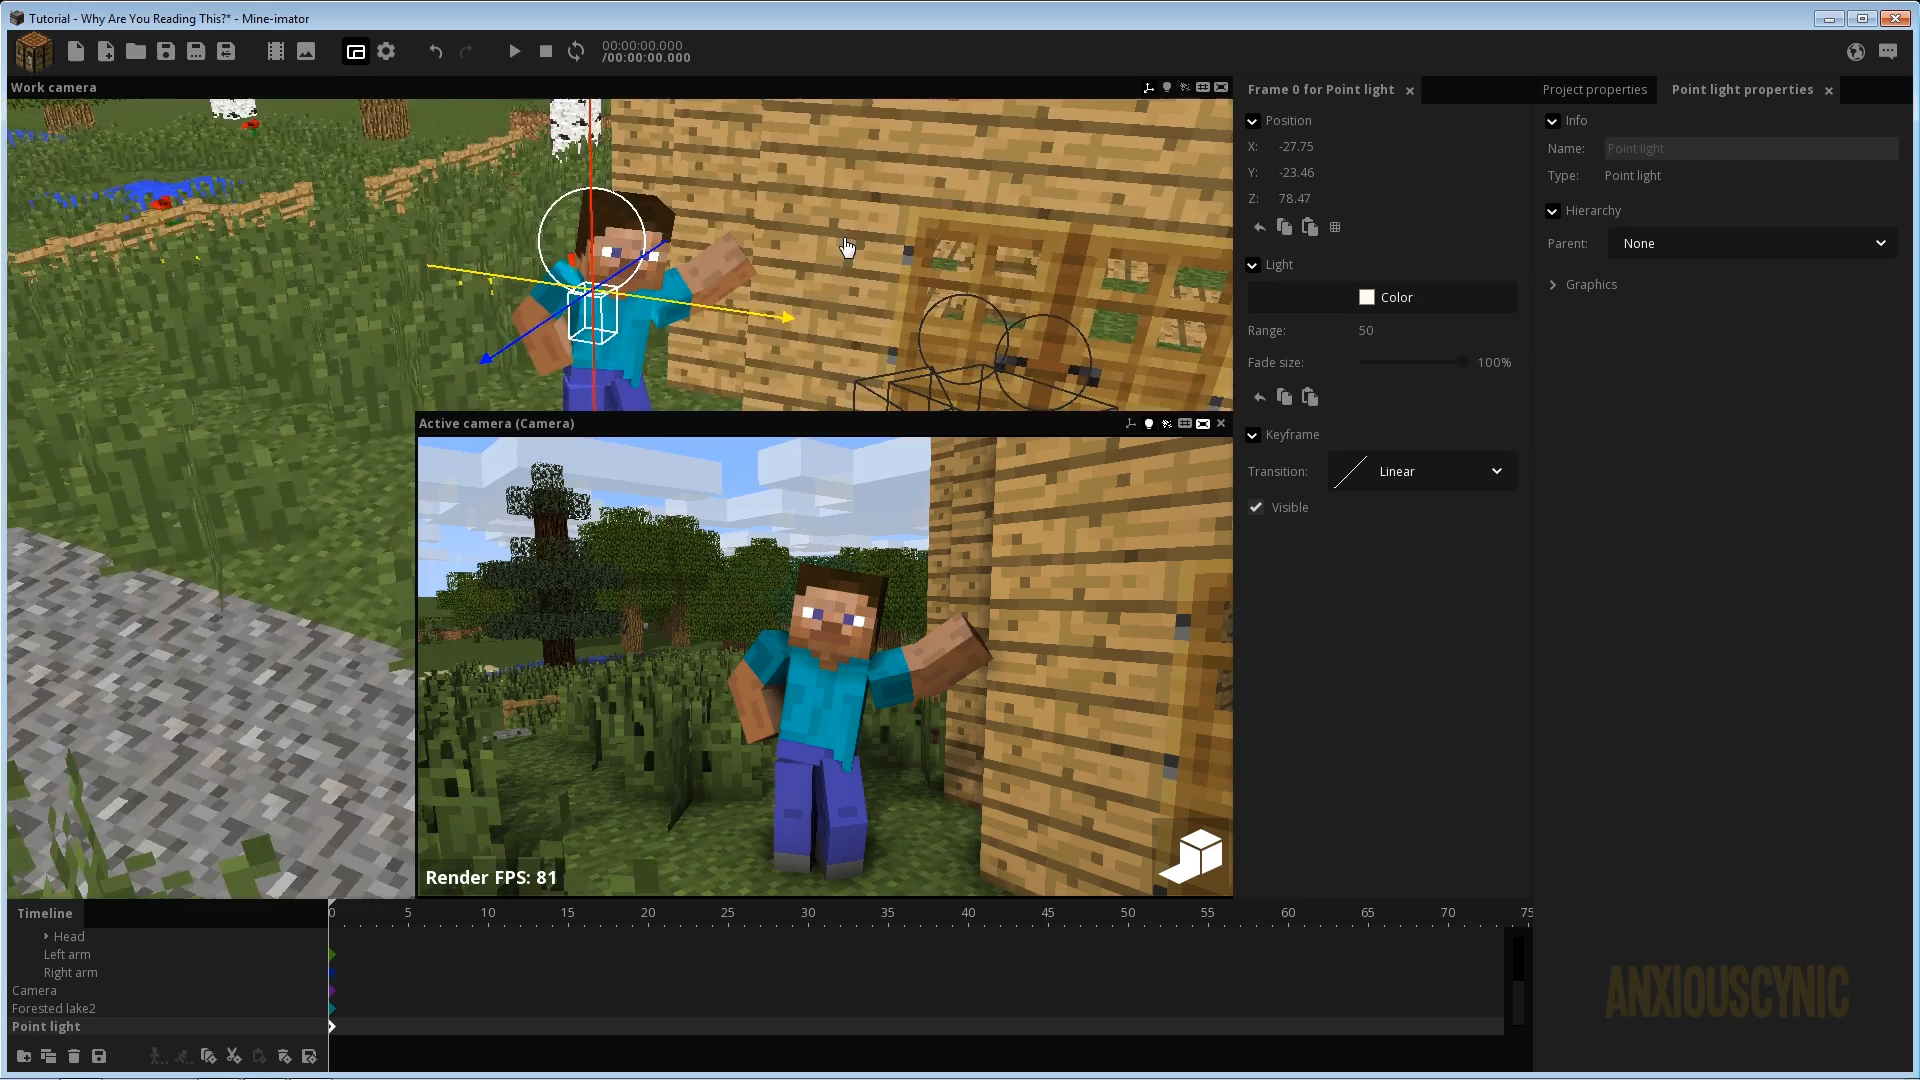 Tutorial - Why Are You Reading This?* - Mine-imator
00:00:00.000
/00:00:00.000
Work camera
Frame 0 for Point light
Project properties
Point light properties
Position
X: -27.75
Y: -23.46
Z: 78.47
Light
Color
Range: 50
Fade size: 100%
Keyframe
Transition: Linear
Visible
Info
Name: Point light
Type: Point light
Hierarchy
Parent: None
Graphics
Active camera (Camera)
Render FPS: 81
Timeline
0 5 10 15 20 25 30 35 40 45 50 55 60 65 70 75
Head
Left arm
Right arm
Camera
Forested lake2
Point light
ANXIOUSCYNIC